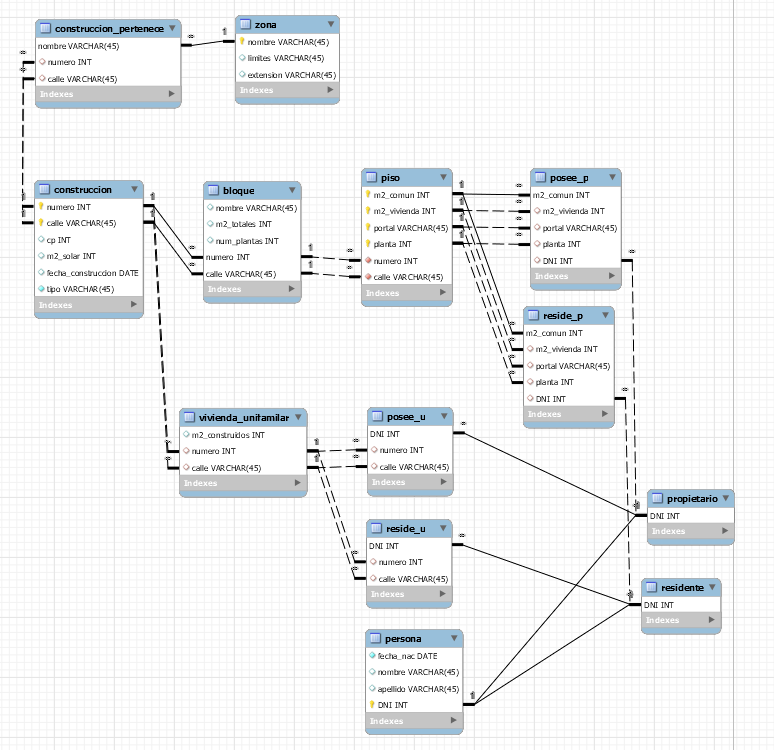 construccion_pertenece
nombre VARCHAR(45)
numero INT
calle VARCHAR(45)
Indexes
zona
nombre VARCHAR(45)
limites VARCHAR(45)
extension VARCHAR(45)
Indexes
construccion
numero INT
calle VARCHAR(45)
cp INT
m2_solar INT
fecha_construccion DATE
tipo VARCHAR(45)
Indexes
bloque
nombre VARCHAR(45)
m2_totales INT
num_plantas INT
numero INT
calle VARCHAR(45)
Indexes
piso
m2_comun INT
m2_vivienda INT
portal VARCHAR(45)
planta INT
numero INT
calle VARCHAR(45)
Indexes
posee_p
m2_comun INT
m2_vivienda INT
portal VARCHAR(45)
planta INT
DNI INT
Indexes
reside_p
m2_comun INT
m2_vivienda INT
portal VARCHAR(45)
planta INT
DNI INT
Indexes
vivienda_unifamilar
m2_construidos INT
numero INT
calle VARCHAR(45)
Indexes
posee_u
DNI INT
numero INT
calle VARCHAR(45)
Indexes
reside_u
DNI INT
numero INT
calle VARCHAR(45)
Indexes
propietario
DNI INT
Indexes
residente
DNI INT
Indexes
persona
fecha_nac DATE
nombre VARCHAR(45)
apellido VARCHAR(45)
DNI INT
Indexes